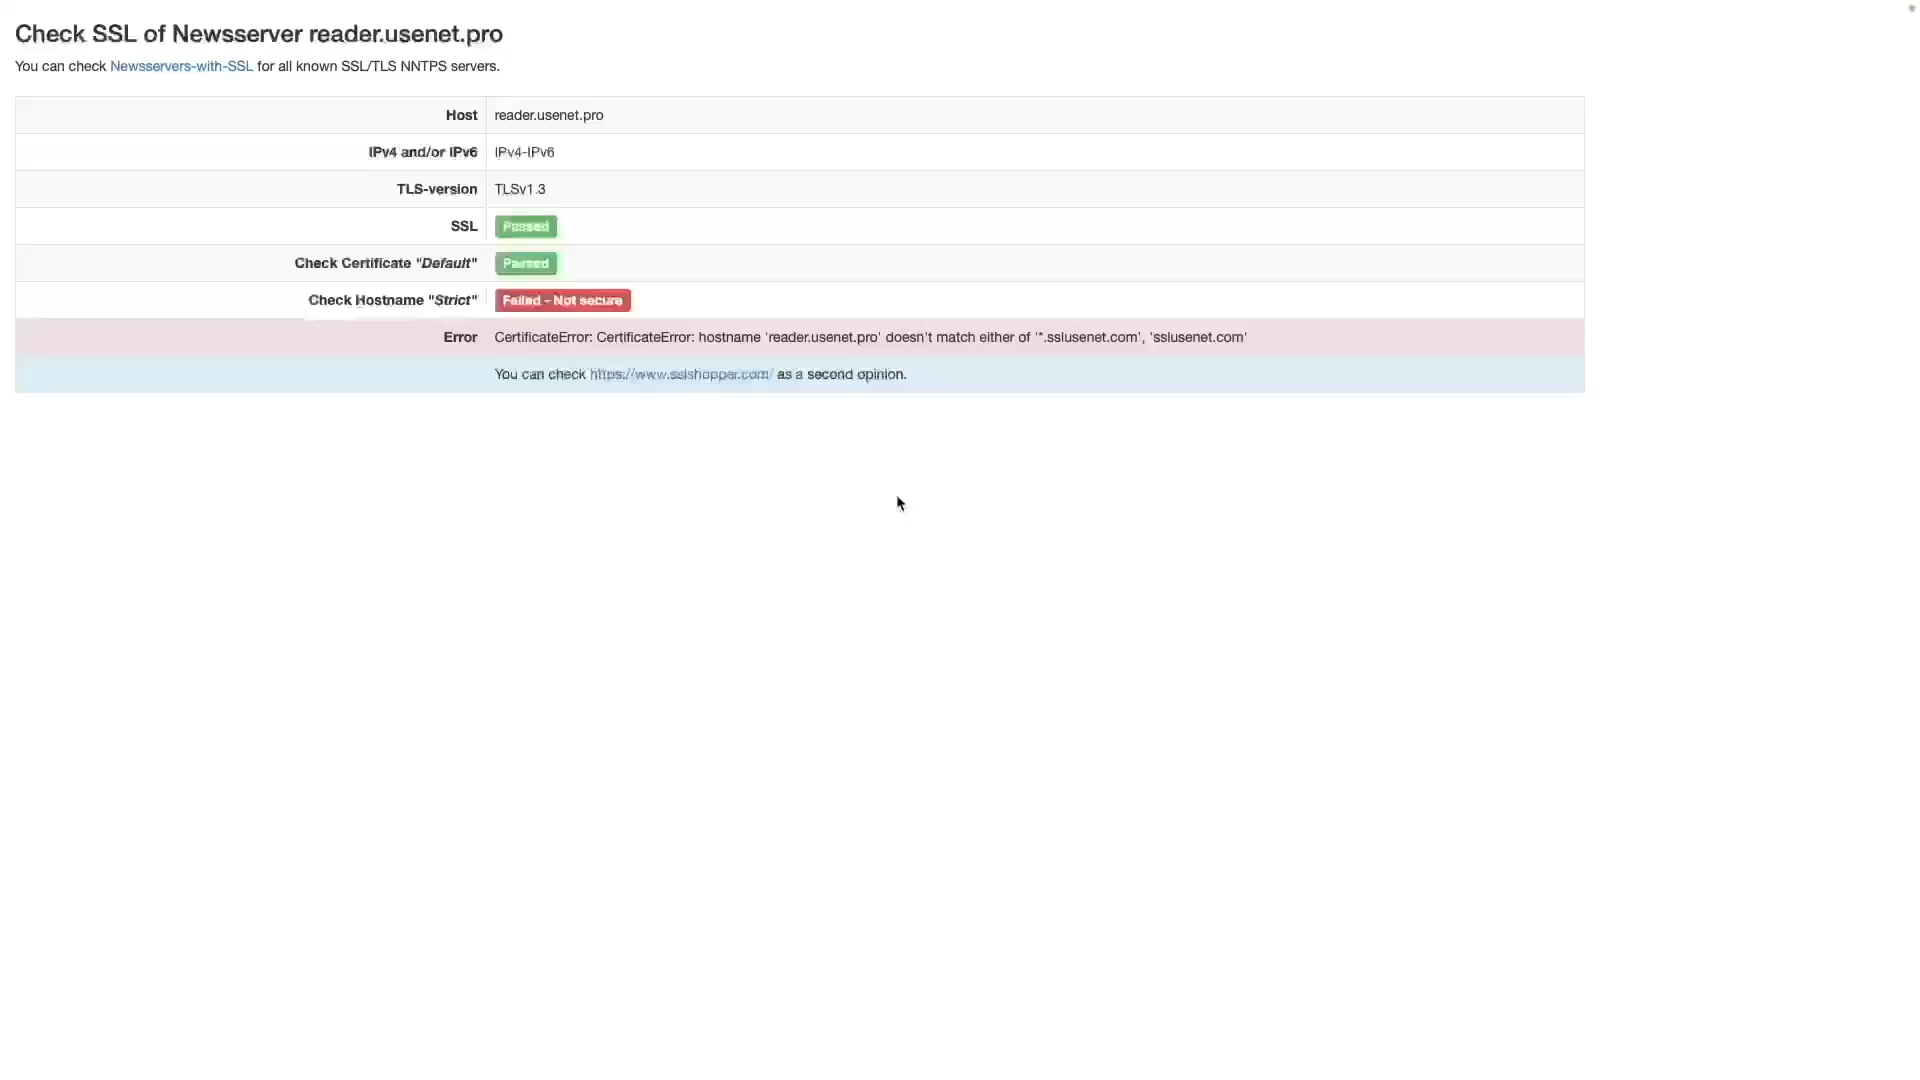 Check SSL of Newsserver reader.usenet.pro
You can check Newsservers-with-SSL for all known SSL/TLS NNTPS servers.
Host reader.usenet.pro
IPv4 and/or IPv6 IPv4-IPv6
TLS-version TLSv1.3
SSL Passed
Check Certificate "Default" Passed
Check Hostname "Strict" Failed - Not secure
Error CertificateError: CertificateError: hostname 'reader.usenet.pro' doesn't match either of '*.sslusenet.com', 'sslusenet.com'
You can check https://www.sslshopper.com/ as a second opinion.